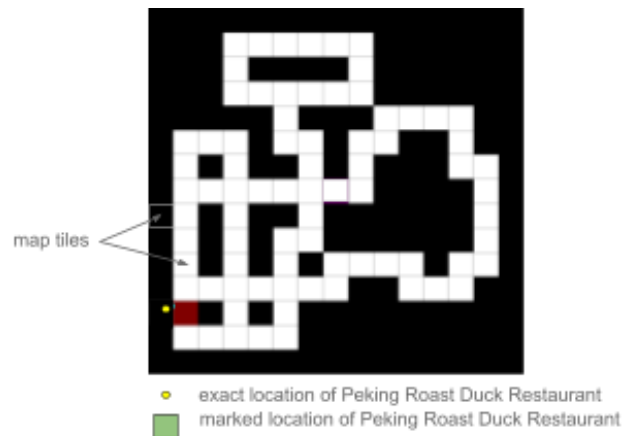 map tiles
exact location of Peking Roast Duck Restaurant
marked location of Peking Roast Duck Restaurant